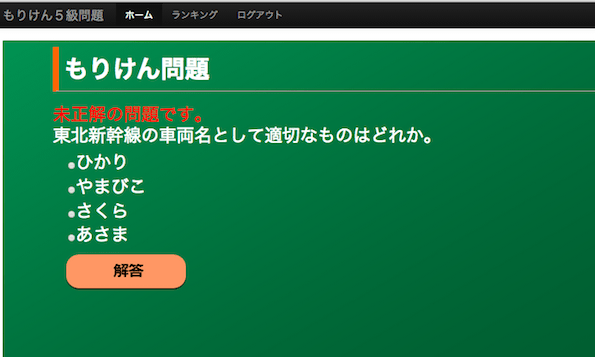 もりけん５級問題 ホーム ランキング ログアウト
もりけん問題
未正解の問題です。
東北新幹線の車両名として適切なものはどれか。
ひかり
やまびこ
さくら
あさま
解答